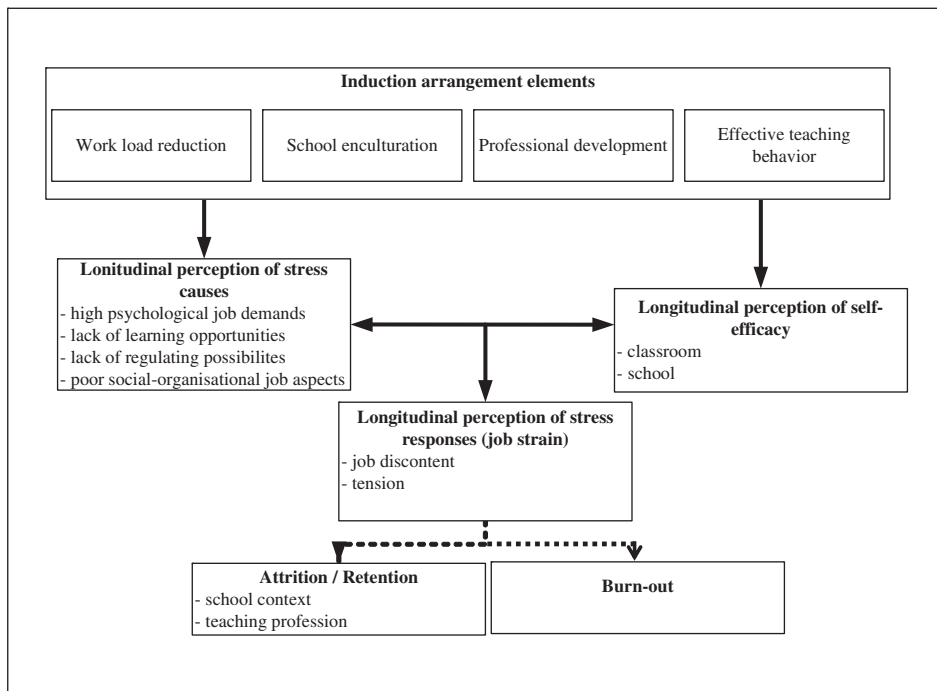 Induction arrangement elements
Work load reduction
School enculturation
Professional development
Effective teaching
behavior
Lonitudinal perception of stress
causes
- high psychological job demands
- lack of learning opportunities
- lack of regulating possibilites
- poor social-organisational job aspects
Longitudinal perception of self-
efficacy
- classroom
- school
Longitudinal perception of stress
responses (job strain)
- job discontent
- tension
Attrition / Retention
- school context
- teaching profession
Burn-out